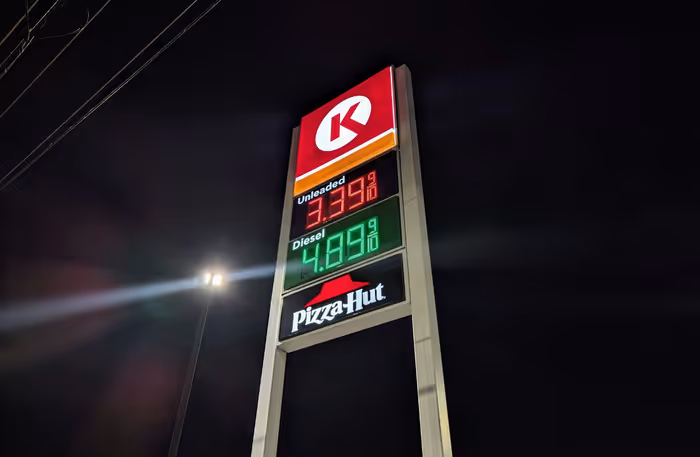 K
Unleaded
3.39 9/10
Diesel
4.89 9/10
Pizza Hut